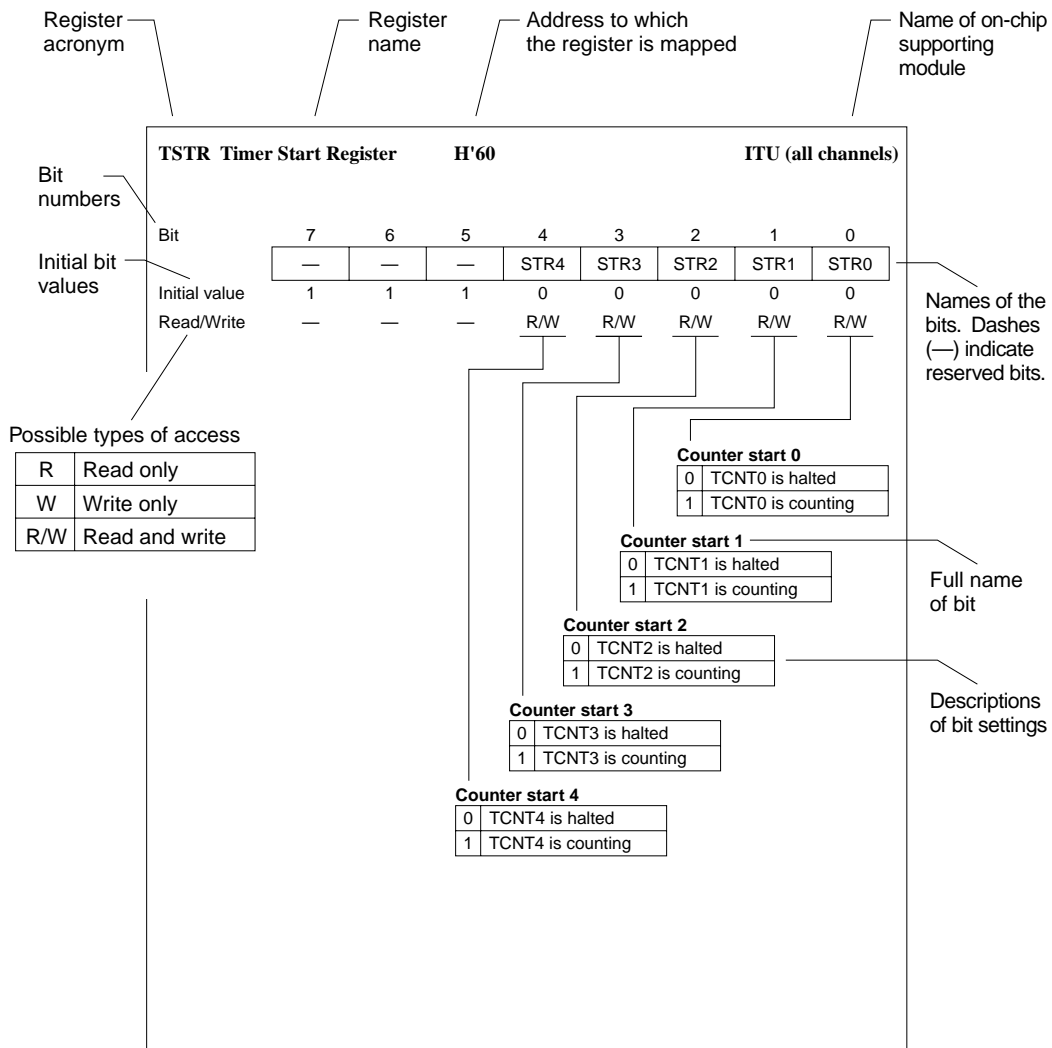 Register
acronym
Register
name
Address to which
the register is mapped
Name of on-chip
supporting
module
TSTR Timer Start Register H'60 ITU (all channels)
Bit
numbers
Bit 7 6 5 4 3 2 1 0
— — — STR4 STR3 STR2 STR1 STR0
Initial bit
values
Initial value 1 1 1 0 0 0 0 0
Read/Write — — — R/W R/W R/W R/W R/W
Names of the
bits. Dashes
(—) indicate
reserved bits.
Possible types of access
R Read only
W Write only
R/W Read and write
Counter start 0
0 TCNT0 is halted
1 TCNT0 is counting
Counter start 1
0 TCNT1 is halted
1 TCNT1 is counting
Full name
of bit
Counter start 2
0 TCNT2 is halted
1 TCNT2 is counting
Descriptions
of bit settings
Counter start 3
0 TCNT3 is halted
1 TCNT3 is counting
Counter start 4
0 TCNT4 is halted
1 TCNT4 is counting